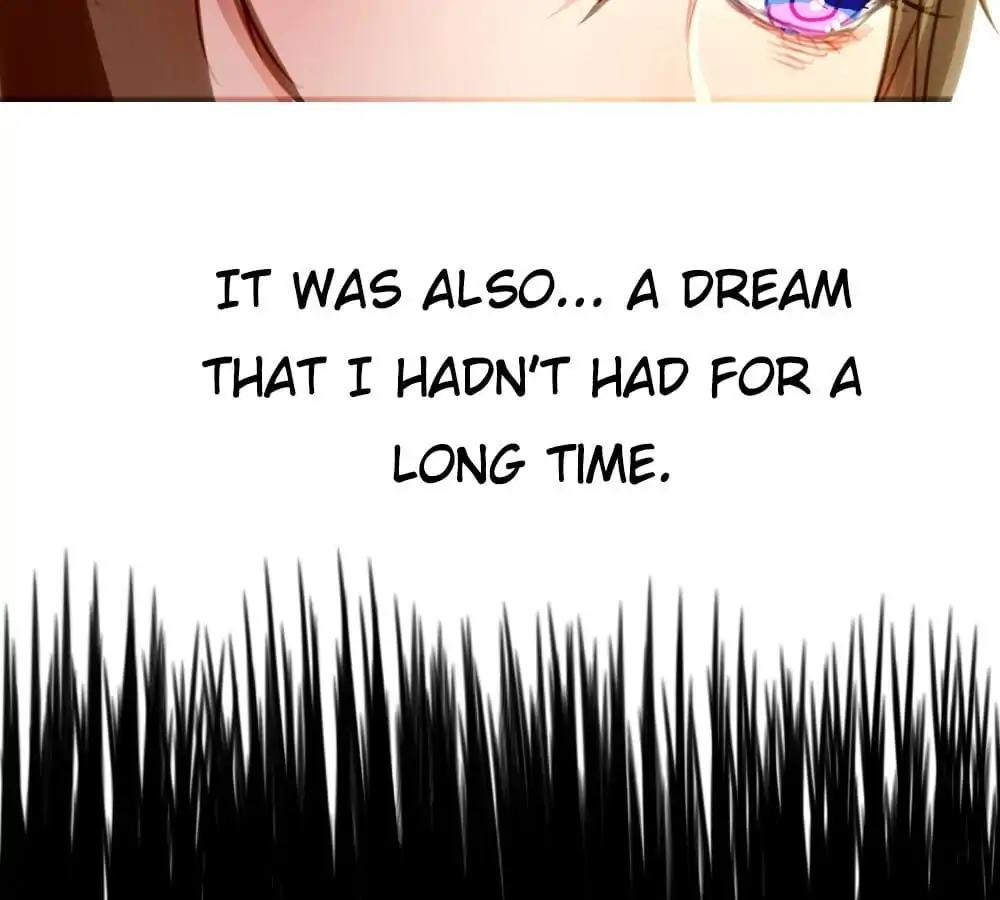 IT WAS ALSO... A DREAM
THAT I HADN'T HAD FOR A
LONG TIME.